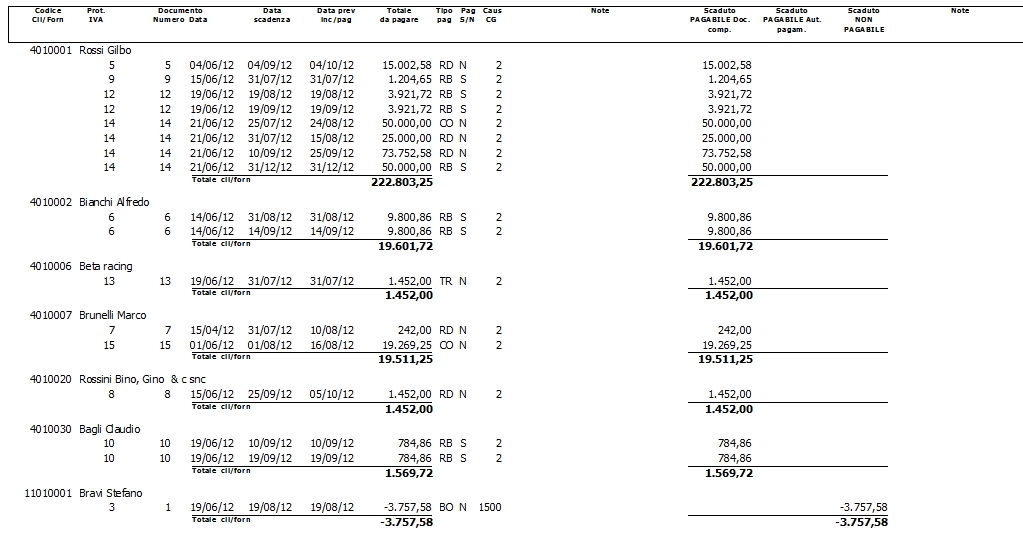 Codice Prot. Documento Data Data prev Totale Tipo Pag Caus Note Scaduto Scaduto Scaduto Note
Cli/Forn IVA Numero Data scadenza inc/pag da pagare pag S/N CG PAGABILE Doc. PAGABILE Aut. NON
comp. pagam. PAGABILE
4010001 Rossi Gilbo
5 5 04/06/12 04/09/12 04/10/12 15.002,58 RD N 2 15.002,58
9 9 15/06/12 31/07/12 31/07/12 1.204,65 RB S 2 1.204,65
12 12 19/06/12 19/08/12 19/08/12 3.921,72 RB S 2 3.921,72
12 12 19/06/12 19/09/12 19/09/12 3.921,72 RB S 2 3.921,72
14 14 21/06/12 25/07/12 24/08/12 50.000,00 CO N 2 50.000,00
14 14 21/06/12 31/07/12 15/08/12 25.000,00 RD N 2 25.000,00
14 14 21/06/12 10/09/12 25/09/12 73.752,58 RD N 2 73.752,58
14 14 21/06/12 31/12/12 31/12/12 50.000,00 RB S 2 50.000,00
Totale cli/forn 222.803,25 222.803,25
4010002 Bianchi Alfredo
6 6 14/06/12 31/08/12 31/08/12 9.800,86 RB S 2 9.800,86
6 6 14/06/12 14/09/12 14/09/12 9.800,86 RB S 2 9.800,86
Totale cli/forn 19.601,72 19.601,72
4010006 Beta racing
13 13 19/06/12 31/07/12 31/07/12 1.452,00 TR N 2 1.452,00
Totale cli/forn 1.452,00 1.452,00
4010007 Brunelli Marco
7 7 15/04/12 31/07/12 10/08/12 242,00 RD N 2 242,00
15 15 01/06/12 01/08/12 16/08/12 19.269,25 CO N 2 19.269,25
Totale cli/forn 19.511,25 19.511,25
4010020 Rossini Bino, Gino & c snc
8 8 15/06/12 25/09/12 05/10/12 1.452,00 RD N 2 1.452,00
Totale cli/forn 1.452,00 1.452,00
4010030 Bagli Claudio
10 10 19/06/12 10/09/12 10/09/12 784,86 RB S 2 784,86
10 10 19/06/12 19/09/12 19/09/12 784,86 RB S 2 784,86
Totale cli/forn 1.569,72 1.569,72
11010001 Bravi Stefano
3 1 19/06/12 19/08/12 19/08/12 -3.757,58 BO N 1500 -3.757,58
Totale cli/forn -3.757,58 -3.757,58